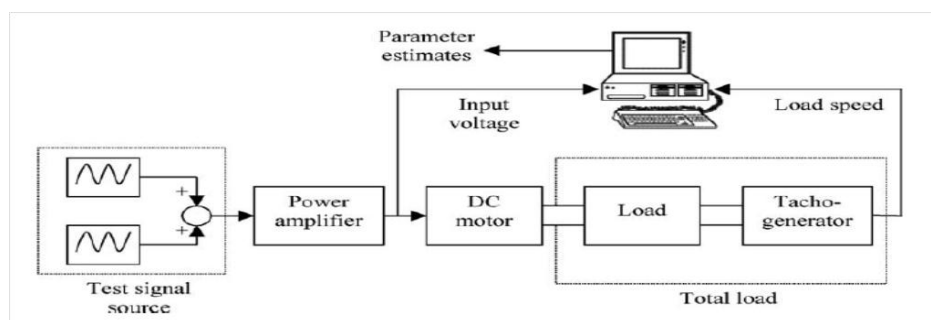 Parameter
estimates
Input
voltage
Load speed
+
+
Power
amplifier
DC
motor
Load
Tacho-
generator
Test signal
source
Total load